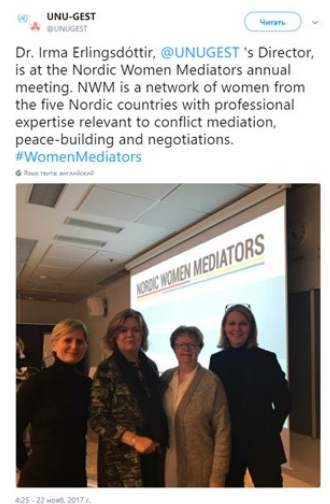 UNU-GEST
@UNUGEST
Читать
Dr. Irma Erlingsdóttir, @UNUGEST 's Director,
is at the Nordic Women Mediators annual
meeting. NWM is a network of women from
the five Nordic countries with professional
expertise relevant to conflict mediation,
peace-building and negotiations.
#WomenMediators
Язык твита: английский
NORDIC WOMEN MEDIATORS
4:25 - 22 нояб. 2017 г.